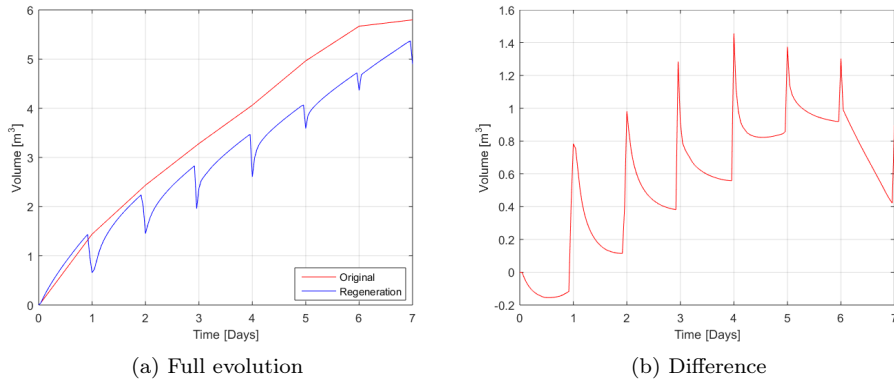 6
5
4
3
2
1
0
Volume [m³]
Original
Regeneration
0 1 2 3 4 5 6 7
Time [Days]
(a) Full evolution
1.6
1.4
1.2
1
0.8
0.6
0.4
0.2
0
-0.2
Volume [m³]
0 1 2 3 4 5 6 7
Time [Days]
(b) Difference